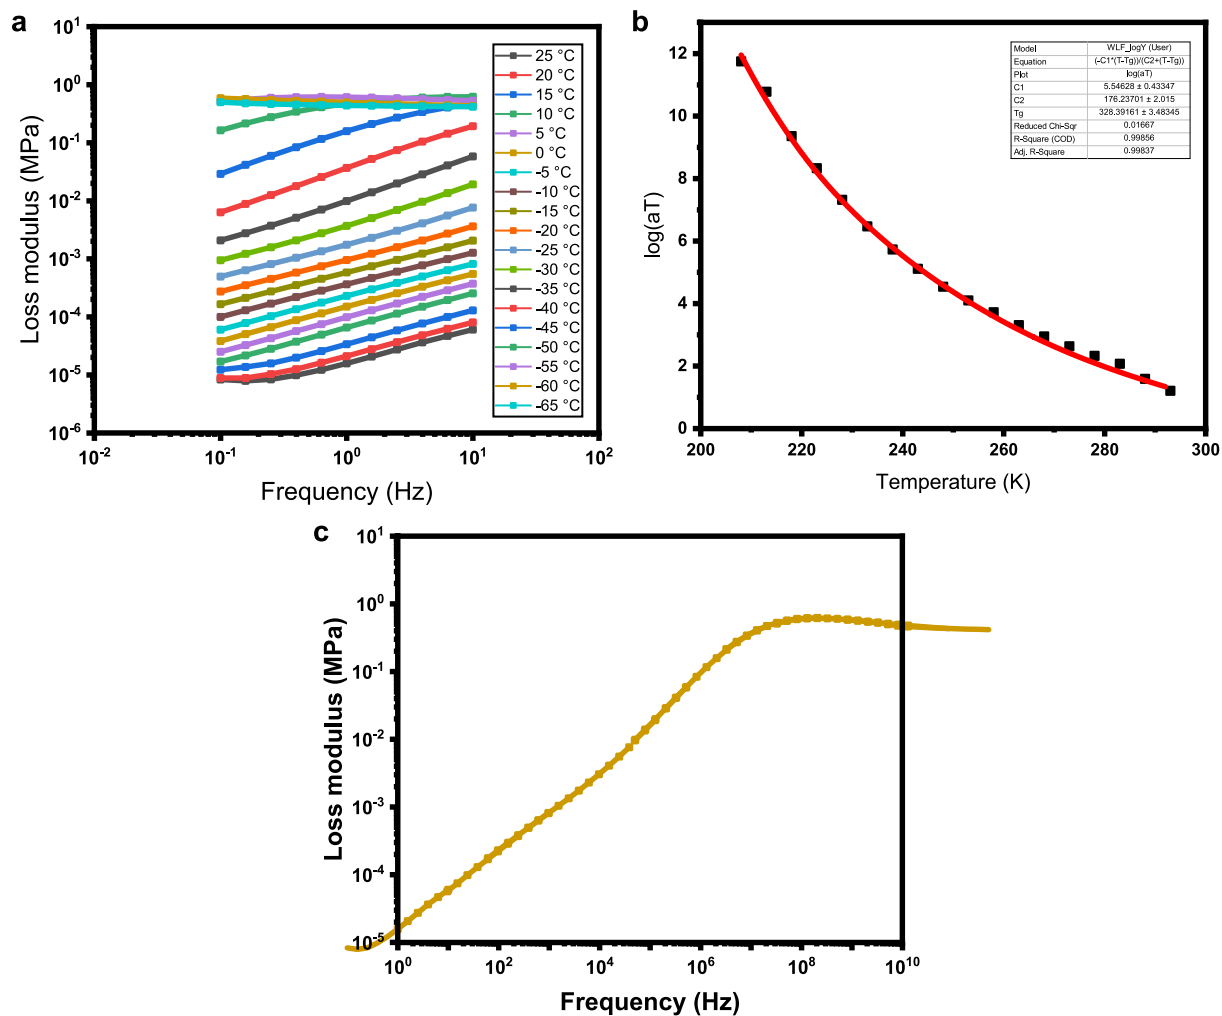 a
Loss modulus (MPa)
10^1
10^0
10^-1
10^-2
10^-3
10^-4
10^-5
10^-6
10^-2 10^-1 10^0 10^1 10^2
Frequency (Hz)
25 °C
20 °C
15 °C
10 °C
5 °C
0 °C
-5 °C
-10 °C
-15 °C
-20 °C
-25 °C
-30 °C
-35 °C
-40 °C
-45 °C
-50 °C
-55 °C
-60 °C
-65 °C
b
log(aT)
12
10
8
6
4
2
0
200 220 240 260 280 300
Temperature (K)
Model WLF_logY (User)
Equation (-C1*(T-Tg))/(C2+(T-Tg))
Plot log(aT)
C1 5.54628 ± 0.43347
C2 176.23701 ± 2.015
Tg 328.39161 ± 3.48345
Reduced Chi-Sqr 0.01667
R-Square (COD) 0.99856
Adj. R-Square 0.99837
c
Loss modulus (MPa)
10^1
10^0
10^-1
10^-2
10^-3
10^-4
10^-5
10^0 10^2 10^4 10^6 10^8 10^10
Frequency (Hz)